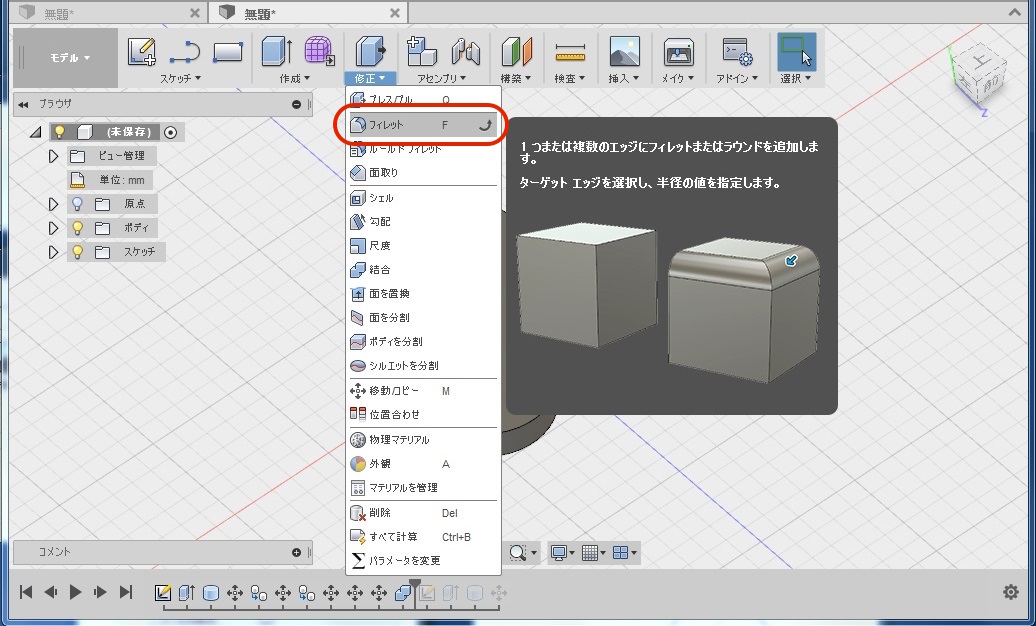 無題*
無題*
モデル
スケッチ
作成
修正
アセンブリ
構築
検査
挿入
メイク
アドイン
選択
ブラウザ
(未保存)
ビュー管理
単位: mm
原点
ボディ
スケッチ
プレス/プル Q
フィレット F
ルールド フィレット
面取り
シェル
勾配
尺度
結合
面を置換
面を分割
ボディを分割
シルエットを分割
移動/コピー M
位置合わせ
物理マテリアル
外観 A
マテリアルを管理
削除 Del
すべて計算 Ctrl+B
パラメータを変更
1 つまたは複数のエッジにフィレットまたはラウンドを追加しま
す。
ターゲット エッジを選択し、半径の値を指定します。
Z
コメント